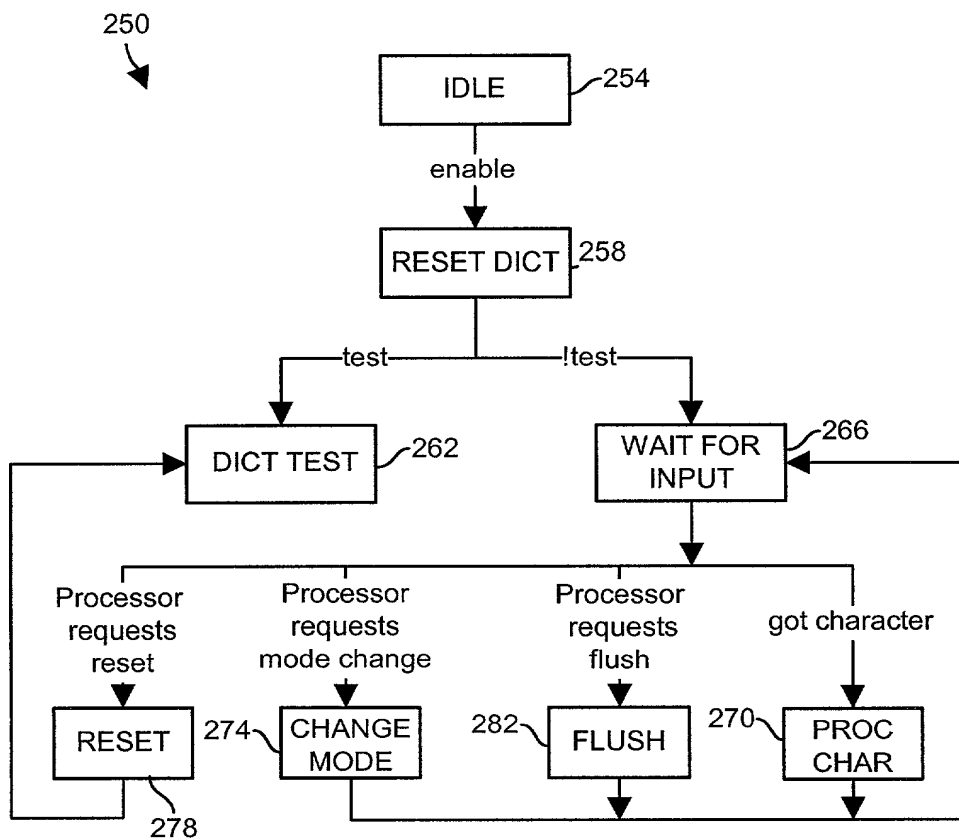 250
IDLE
254
enable
RESET DICT
258
test
!test
DICT TEST
262
WAIT FOR
INPUT
266
Processor
requests
reset
Processor
requests
mode change
Processor
requests
flush
got character
RESET
278
274
CHANGE
MODE
282
FLUSH
270
PROC
CHAR